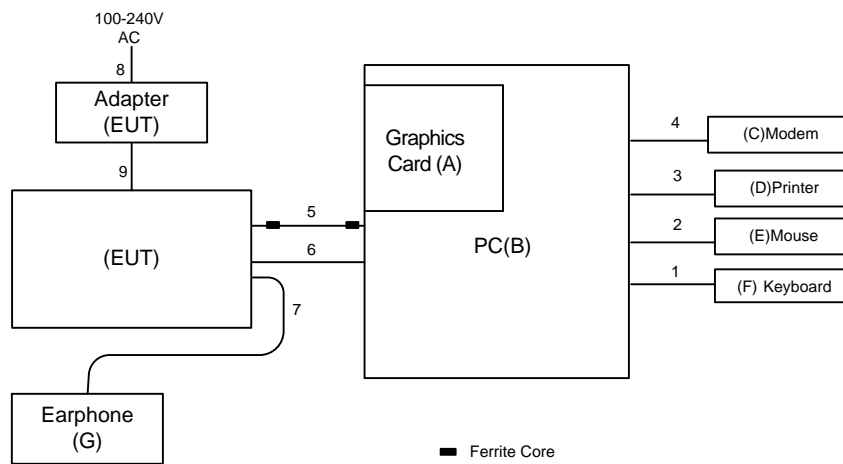 100-240V
AC
8
Adapter
(EUT)
9
(EUT)
5
6
7
Earphone
(G)
Graphics
Card (A)
PC(B)
4
(C)Modem
3
(D)Printer
2
(E)Mouse
1
(F) Keyboard
Ferrite Core